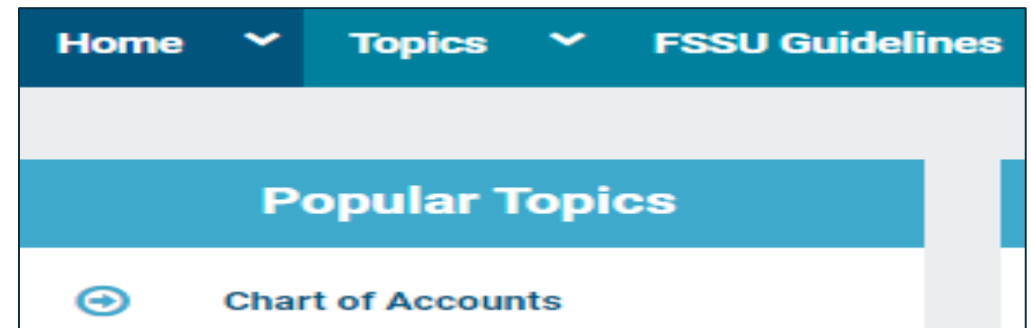 Home Topics FSSU Guidelines
Popular Topics
Chart of Accounts